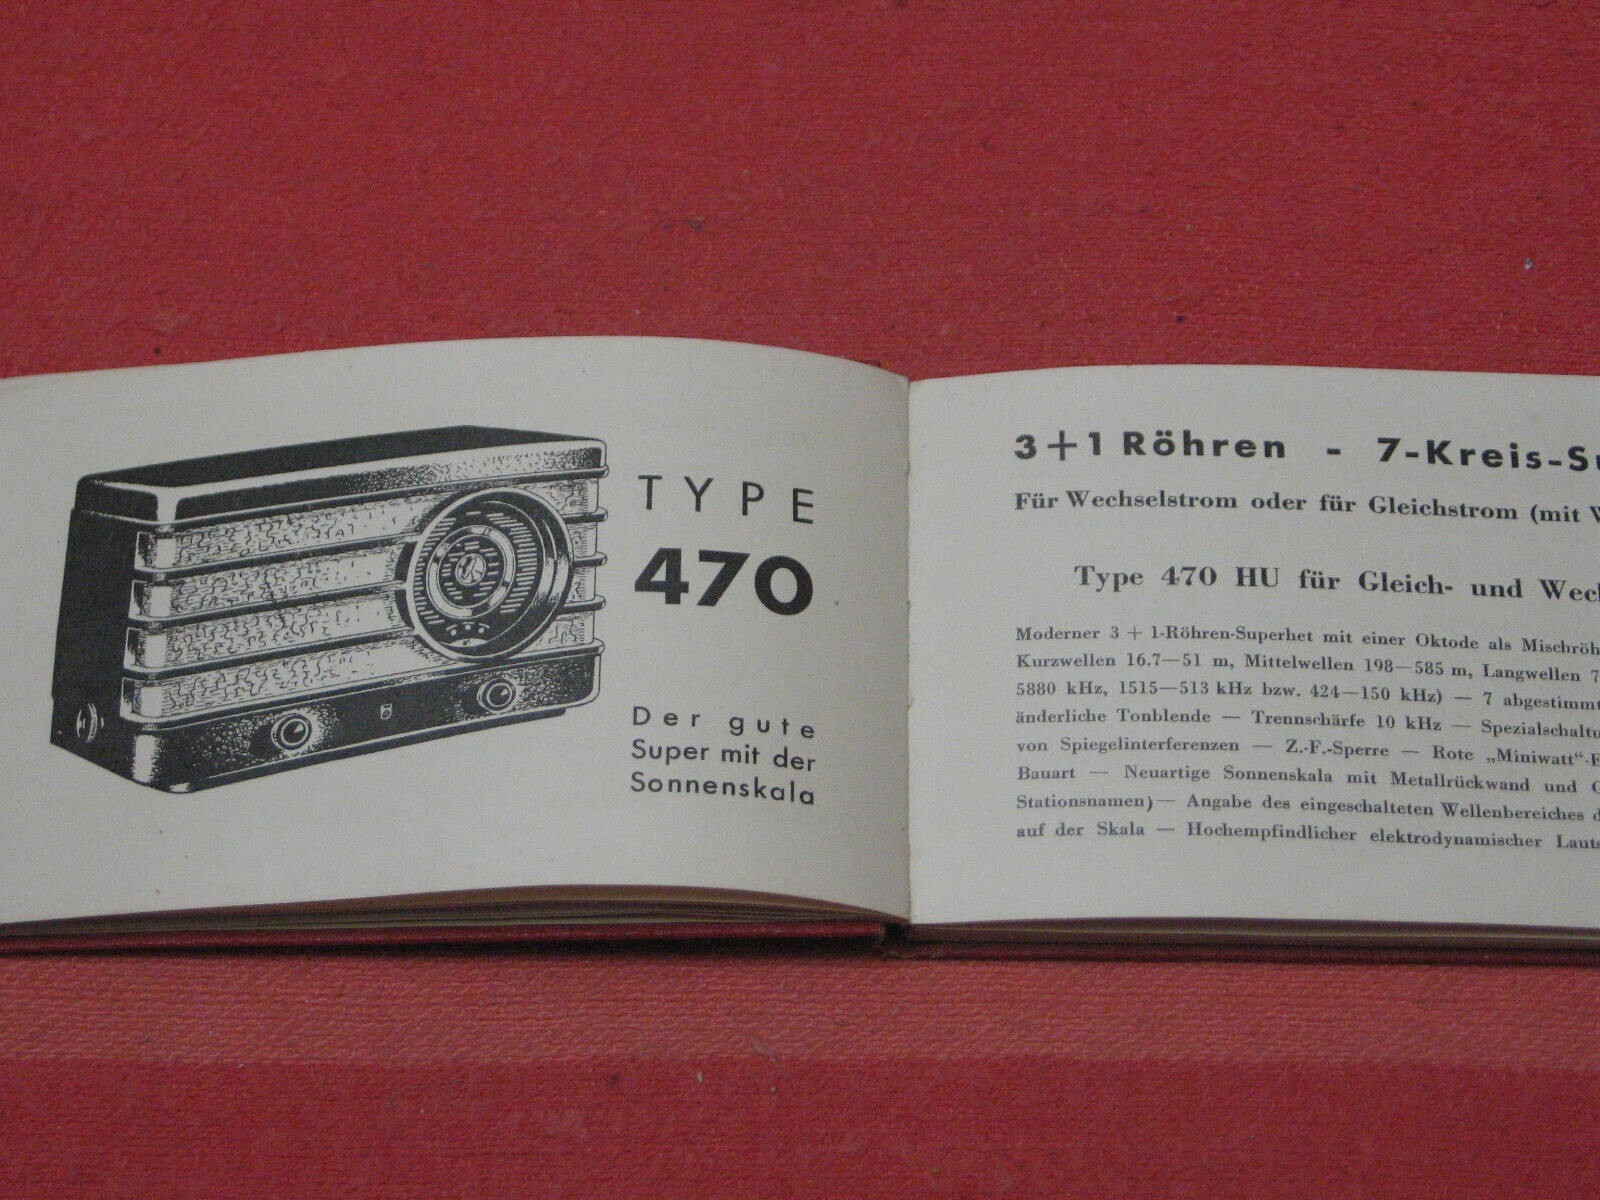 TYPE
470
Der gute
Super mit der
Sonnenskala
3+1 Röhren - 7-Kreis-Su
Für Wechselstrom oder für Gleichstrom (mit W
Type 470 HU für Gleich- und Wech
Moderner 3 + 1-Röhren-Superhet mit einer Oktode als Mischröh
Kurzwellen 16.7—51 m, Mittelwellen 198—585 m, Langwellen 7
5880 kHz, 1515—513 kHz bzw. 424—150 kHz) — 7 abgestimmt
änderliche Tonblende — Trennschärfe 10 kHz — Spezialschaltu
von Spiegelinterferenzen — Z.-F.-Sperre — Rote „Miniwatt“-E
Bauart — Neuartige Sonnenskala mit Metallrückwand und G
Stationsnamen) — Angabe des eingeschalteten Wellenbereiches d
auf der Skala — Hochempfindlicher elektrodynamischer Lauts